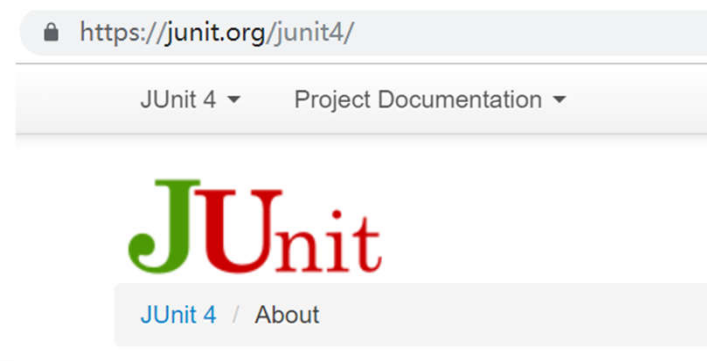 https://junit.org/junit4/
JUnit 4 Project Documentation
JUnit
JUnit 4 / About